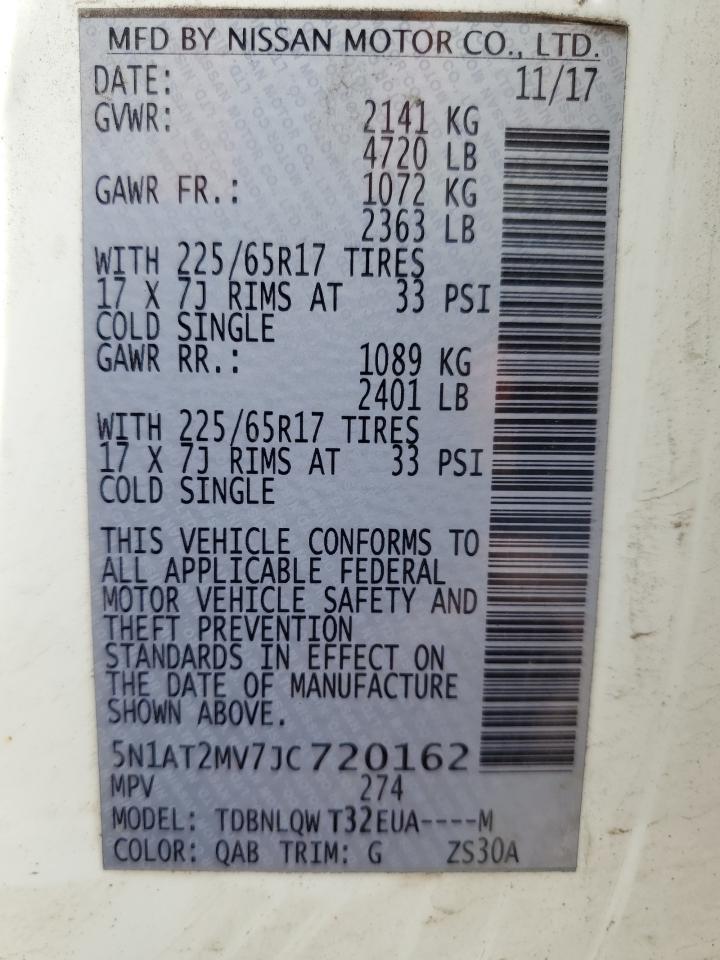 MFD BY NISSAN MOTOR CO., LTD.
DATE: 11/17
GVWR: 2141 KG
4720 LB
GAWR FR.: 1072 KG
2363 LB
WITH 225/65R17 TIRES
17 X 7J RIMS AT 33 PSI
COLD SINGLE
GAWR RR.: 1089 KG
2401 LB
WITH 225/65R17 TIRES
17 X 7J RIMS AT 33 PSI
COLD SINGLE
THIS VEHICLE CONFORMS TO
ALL APPLICABLE FEDERAL
MOTOR VEHICLE SAFETY AND
THEFT PREVENTION
STANDARDS IN EFFECT ON
THE DATE OF MANUFACTURE
SHOWN ABOVE.
5N1AT2MV7JC720162
MPV 274
MODEL: TDBNLQW T32EUA----M
COLOR: QAB TRIM: G ZS30A